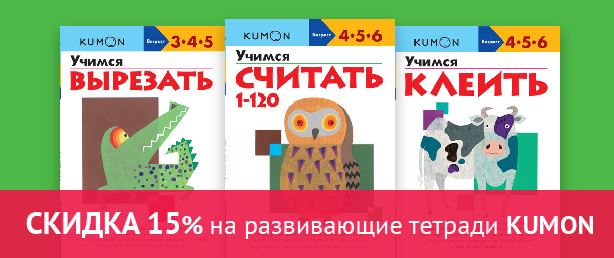 KUMON Возраст 3•4•5
Учимся
ВЫРЕЗАТЬ
KUMON Возраст 4•5•6
Учимся
СЧИТАТЬ
1-120
KUMON Возраст 4•5•6
Учимся
КЛЕИТЬ
СКИДКА 15% на развивающие тетради KUMON